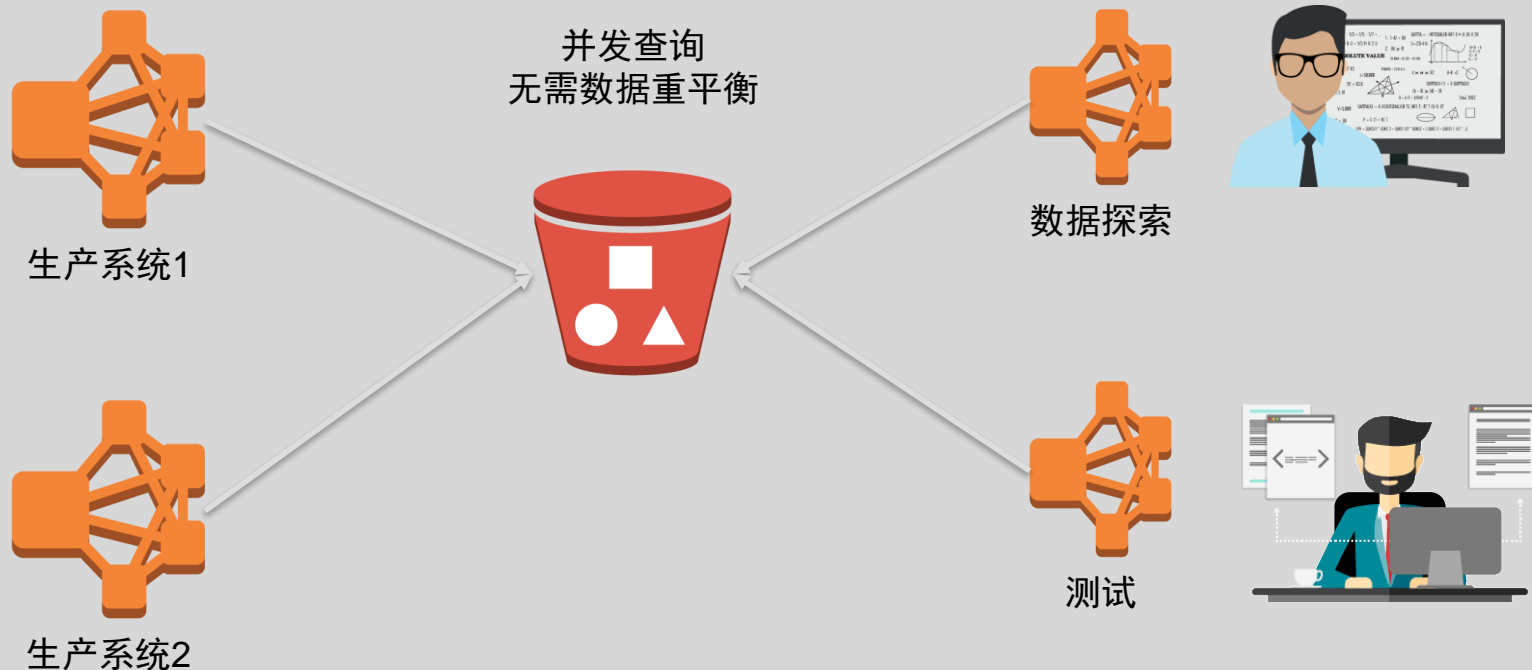 并发查询
无需数据重平衡
生产系统1
数据探索
生产系统2
测试